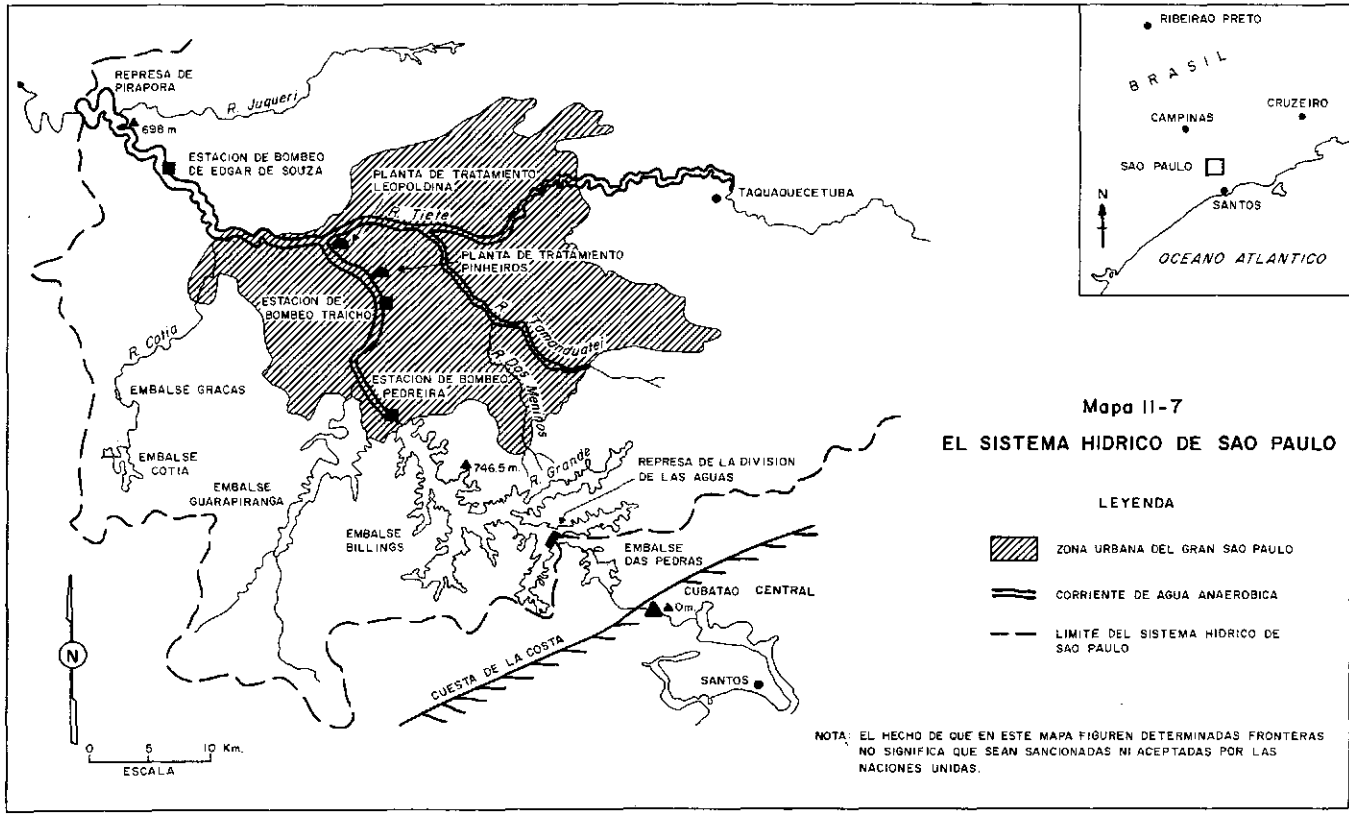 REPRESA DE
PIRAPORA
R. Juqueri
698 m
ESTACION DE BOMBEO
DE EDGAR DE SOUZA
PLANTA DE TRATAMIENTO
LEOPOLDINA
R. Tiete
TAQUAQUECETUBA
PLANTA DE TRATAMIENTO
PINHEIROS
ESTACION DE
BOMBEO TRAICHO
R. Cotia
R. Tamanduatei
R. Dos Meninos
EMBALSE GRACAS
ESTACION DE BOMBEO
PEDREIRA
EMBALSE
COTIA
EMBALSE
GUARAPIRANGA
746.5 m.
R. Grande
REPRESA DE LA DIVISION
DE LAS AGUAS
EMBALSE
BILLINGS
EMBALSE
DAS PEDRAS
CUBATAO CENTRAL
0 m.
CUESTA DE LA COSTA
SANTOS
N
0 5 10 Km.
ESCALA
RIBEIRAO PRETO
BRASIL
CRUZEIRO
CAMPINAS
SAO PAULO
N
SANTOS
OCEANO ATLANTICO
Mapa II-7
EL SISTEMA HIDRICO DE SAO PAULO
LEYENDA
ZONA URBANA DEL GRAN SAO PAULO
CORRIENTE DE AGUA ANAEROBICA
LIMITE DEL SISTEMA HIDRICO DE
SAO PAULO
NOTA: EL HECHO DE QUE EN ESTE MAPA FIGUREN DETERMINADAS FRONTERAS
NO SIGNIFICA QUE SEAN SANCIONADAS NI ACEPTADAS POR LAS
NACIONES UNIDAS.